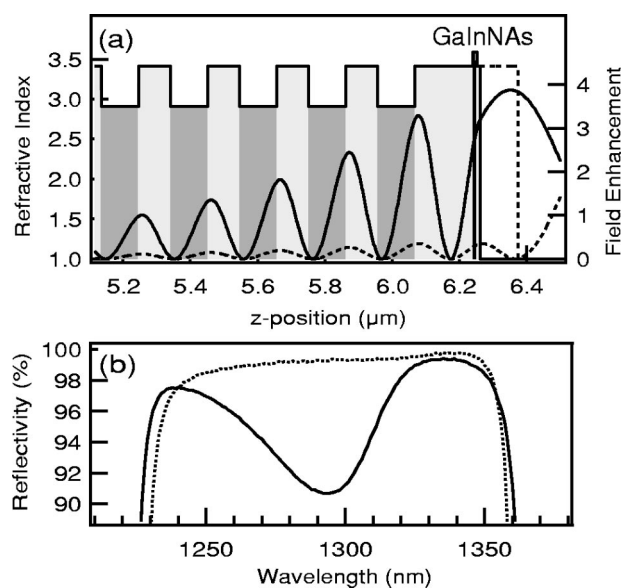 (a)
GaInNAs
3.5
3.0
2.5
2.0
1.5
1.0
Refractive Index
4
3
2
1
0
Field Enhancement
5.2 5.4 5.6 5.8 6.0 6.2 6.4
z-position (µm)
(b)
100
98
96
94
92
90
Reflectivity (%)
1250 1300 1350
Wavelength (nm)